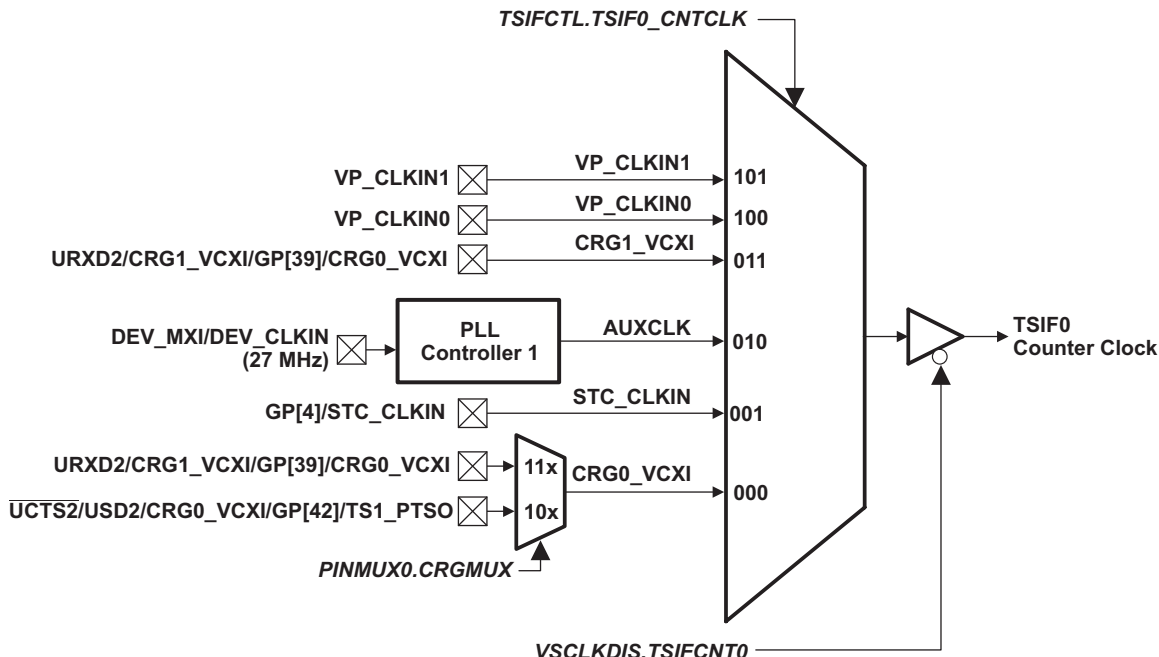 TSIFCTL.TSIF0_CNTCLK
VP_CLKIN1
VP_CLKIN1
101
VP_CLKIN0
VP_CLKIN0
100
URXD2/CRG1_VCXI/GP[39]/CRG0_VCXI
CRG1_VCXI
011
DEV_MXI/DEV_CLKIN
(27 MHz)
PLL
Controller 1
AUXCLK
010
TSIF0
Counter Clock
GP[4]/STC_CLKIN
STC_CLKIN
001
URXD2/CRG1_VCXI/GP[39]/CRG0_VCXI
11x
CRG0_VCXI
000
UCTS2/USD2/CRG0_VCXI/GP[42]/TS1_PTSO
10x
PINMUX0.CRGMUX
VSCLKDIS.TSIFCNT0